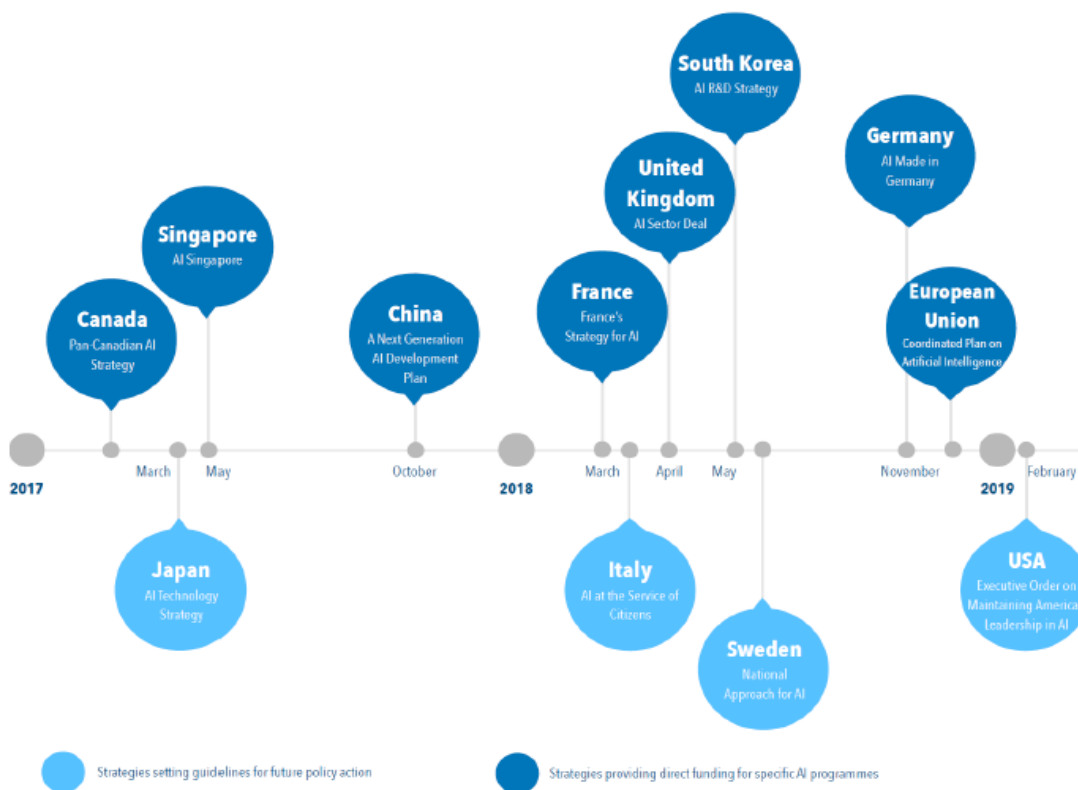 South Korea
AI R&D Strategy
Germany
AI Made in
Germany
United
Kingdom
AI Sector Deal
Singapore
AI Singapore
European
Union
Coordinated Plan on
Artificial Intelligence
France
France's
Strategy for AI
China
A Next Generation
AI Development
Plan
Canada
Pan-Canadian AI
Strategy
March
May
October
March
April
May
November
February
2017
2018
2019
Japan
AI Technology
Strategy
Italy
AI at the Service of
Citizens
USA
Executive Order on
Maintaining America
Leadership in AI
Sweden
National
Approach for AI
Strategies setting guidelines for future policy action
Strategies providing direct funding for specific AI programmes